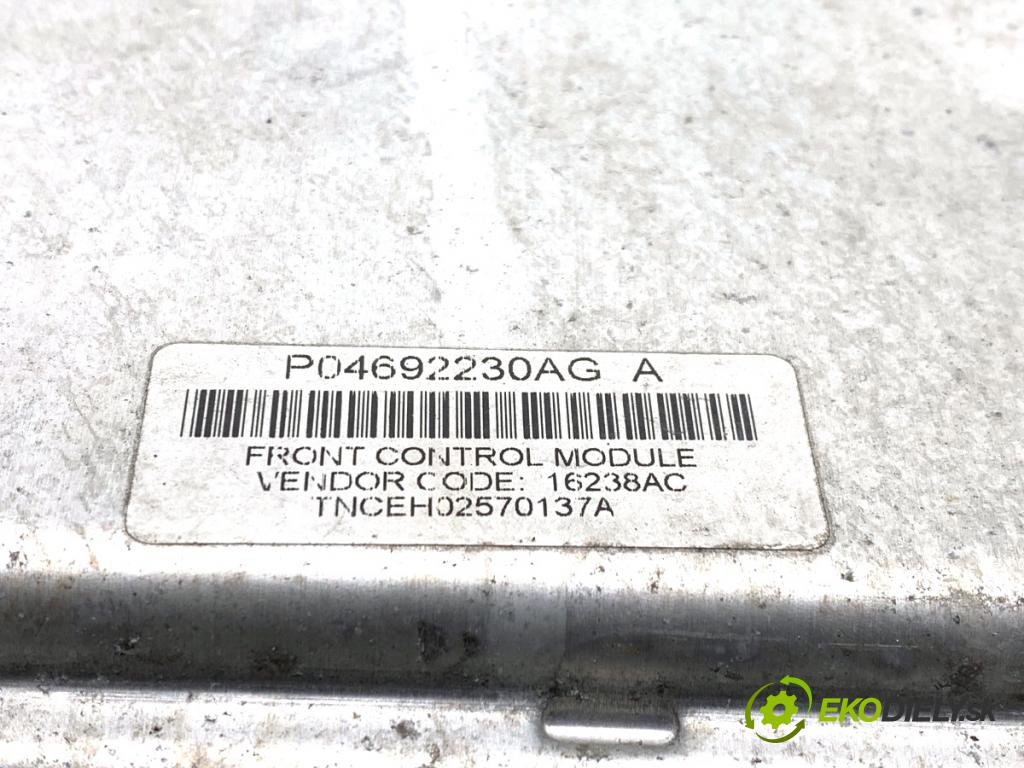 P04692230AG A
FRONT CONTROL MODULE
VENDOR CODE: 16238AC
TNCEH02570137A
EKODIELY.SK